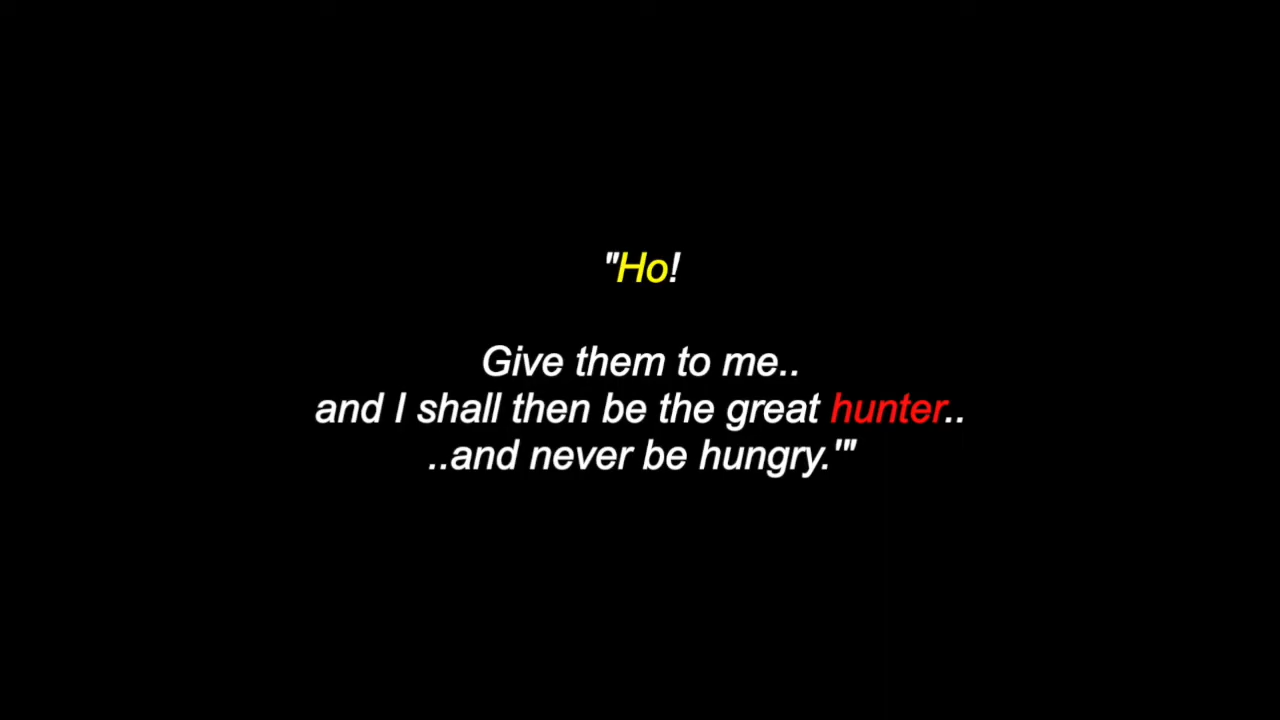 "Ho!
Give them to me..
and I shall then be the great hunter..
..and never be hungry.'"